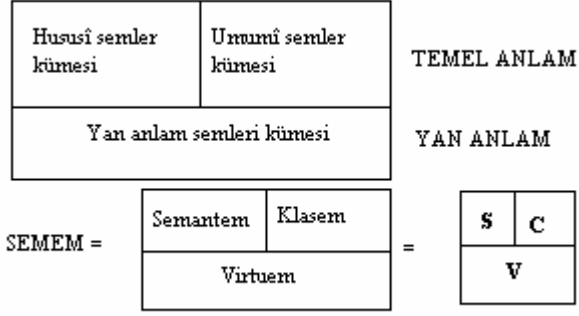 Hususî semler kümesi
Umumî semler kümesi
TEMEL ANLAM
Yan anlam semleri kümesi
YAN ANLAM
SEMEM =
Semantem
Klasem
Virtuem
=
S
C
V